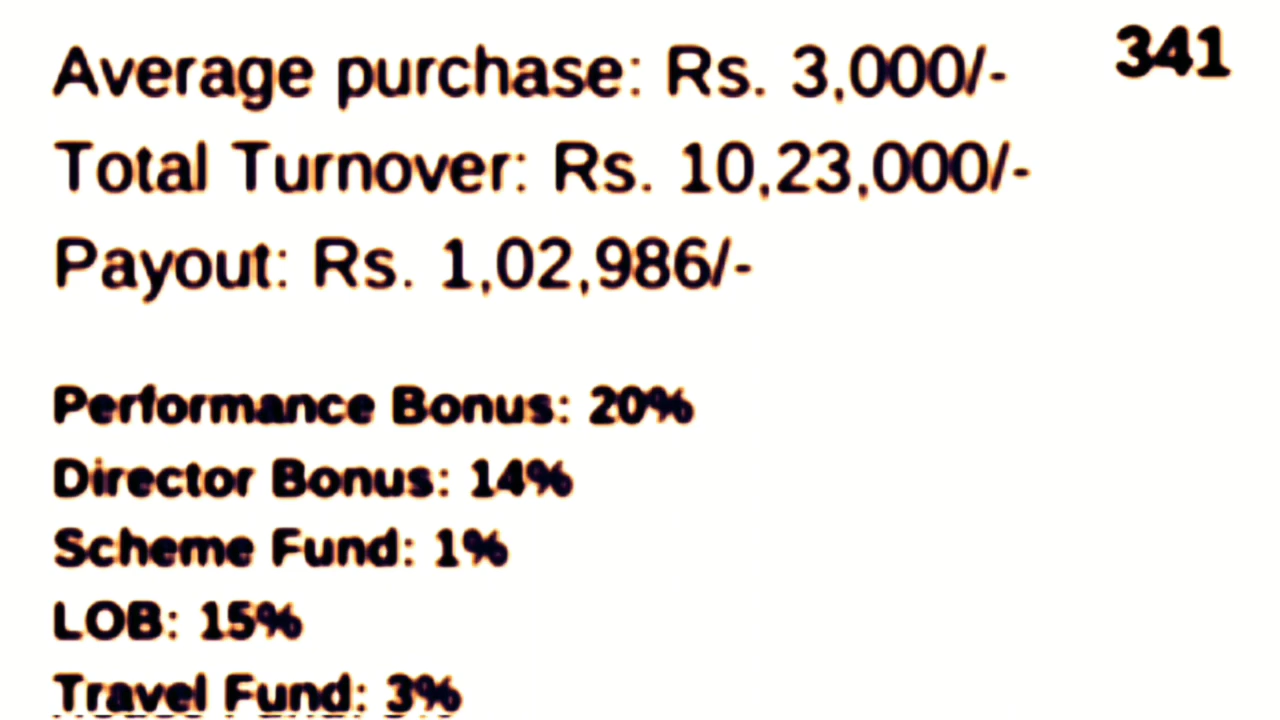 341
Average purchase: Rs. 3,000/-
Total Turnover: Rs. 10,23,000/-
Payout: Rs. 1,02,986/-
Performance Bonus: 20%
Director Bonus: 14%
Scheme Fund: 1%
LOB: 15%
Travel Fund: 3%